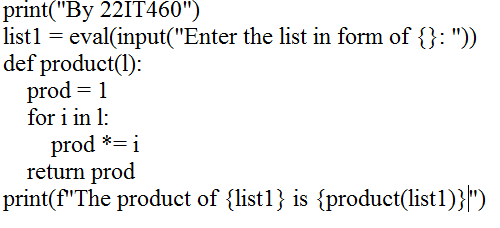 print("By 22IT460")
list1 = eval(input("Enter the list in form of {}: "))
def product(l):
    prod = 1
    for i in l:
        prod *= i
    return prod
print(f"The product of {list1} is {product(list1)}")